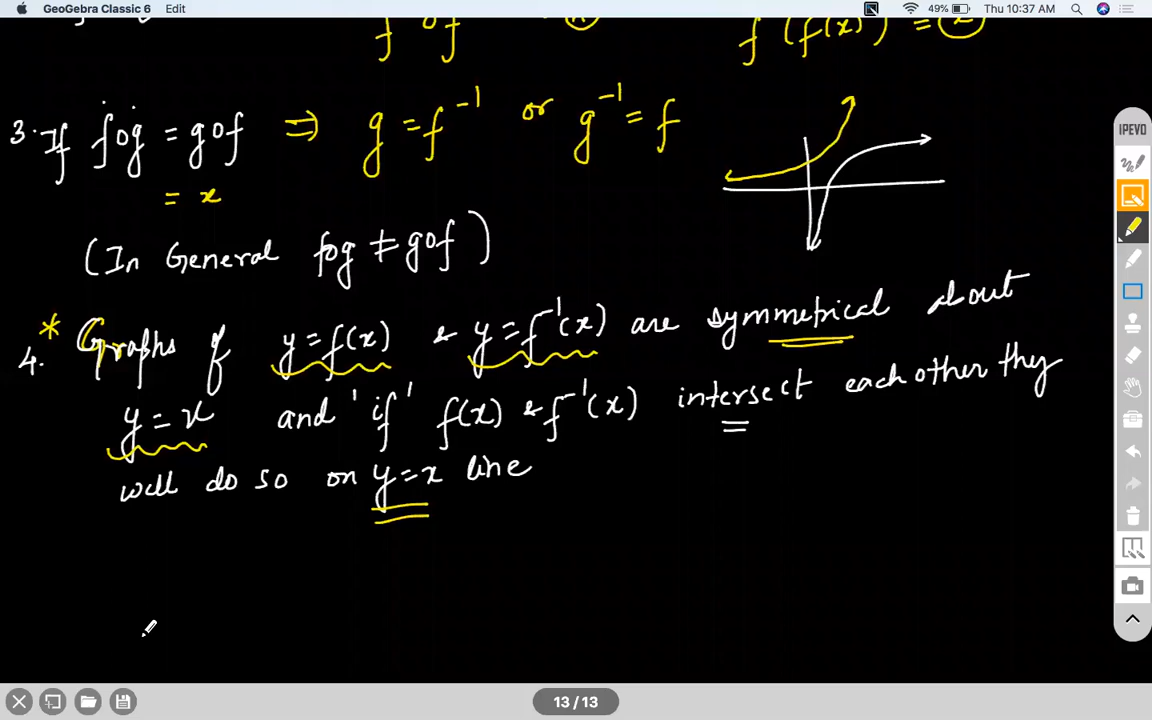 GeoGebra Classic 6 Edit 49% Thu 10:37 AM
f of f(f(x)) = x
3. If fog = gof ⇒ g = f⁻¹ or g⁻¹ = f
= x
(In General fog ≠ gof)
* 4. Graphs of y = f(x) & y = f⁻¹(x) are symmetrical about
y = x and 'if' f(x) & f⁻¹(x) intersect each other they
will do so on y = x line
IPEVO
13 / 13